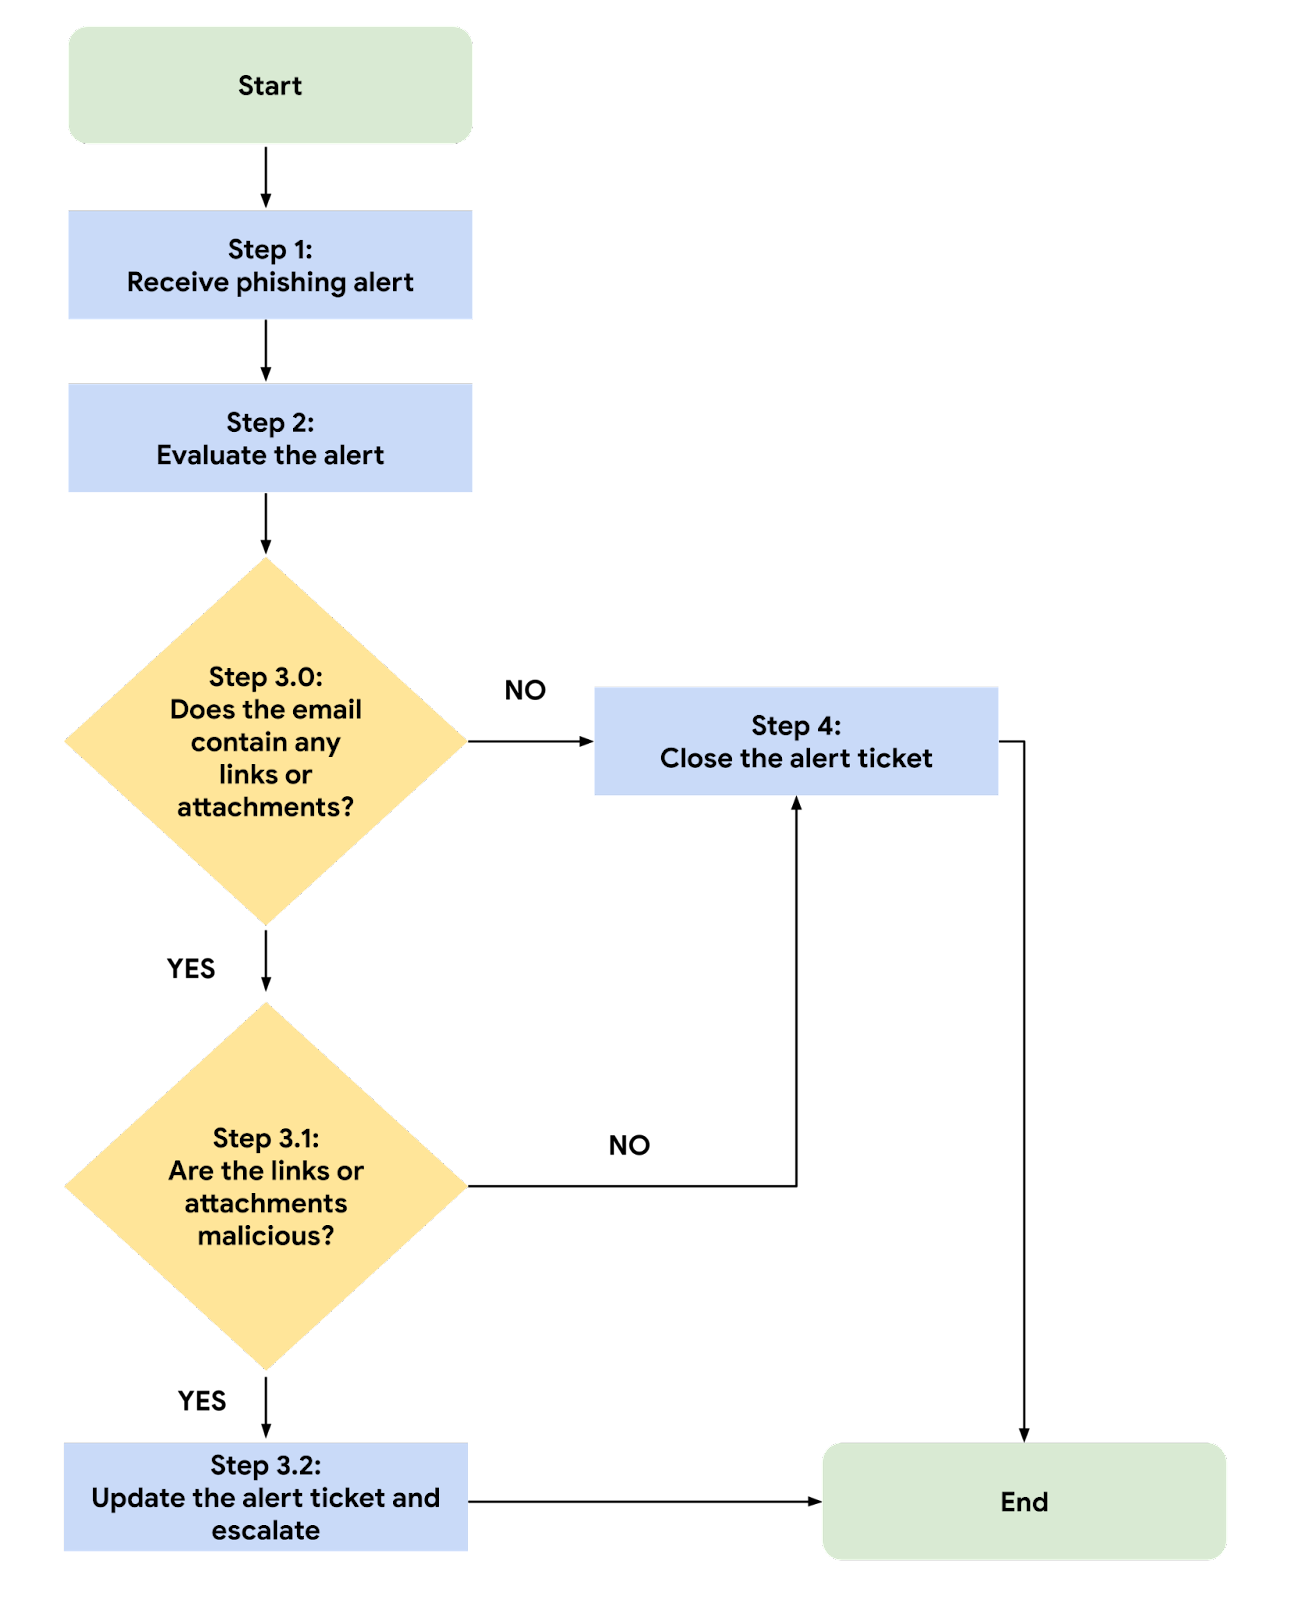 Start
Step 1:
Receive phishing alert
Step 2:
Evaluate the alert
Step 3.0:
Does the email
contain any
links or
attachments?
NO
Step 4:
Close the alert ticket
YES
Step 3.1:
Are the links or
attachments
malicious?
NO
YES
Step 3.2:
Update the alert ticket and
escalate
End